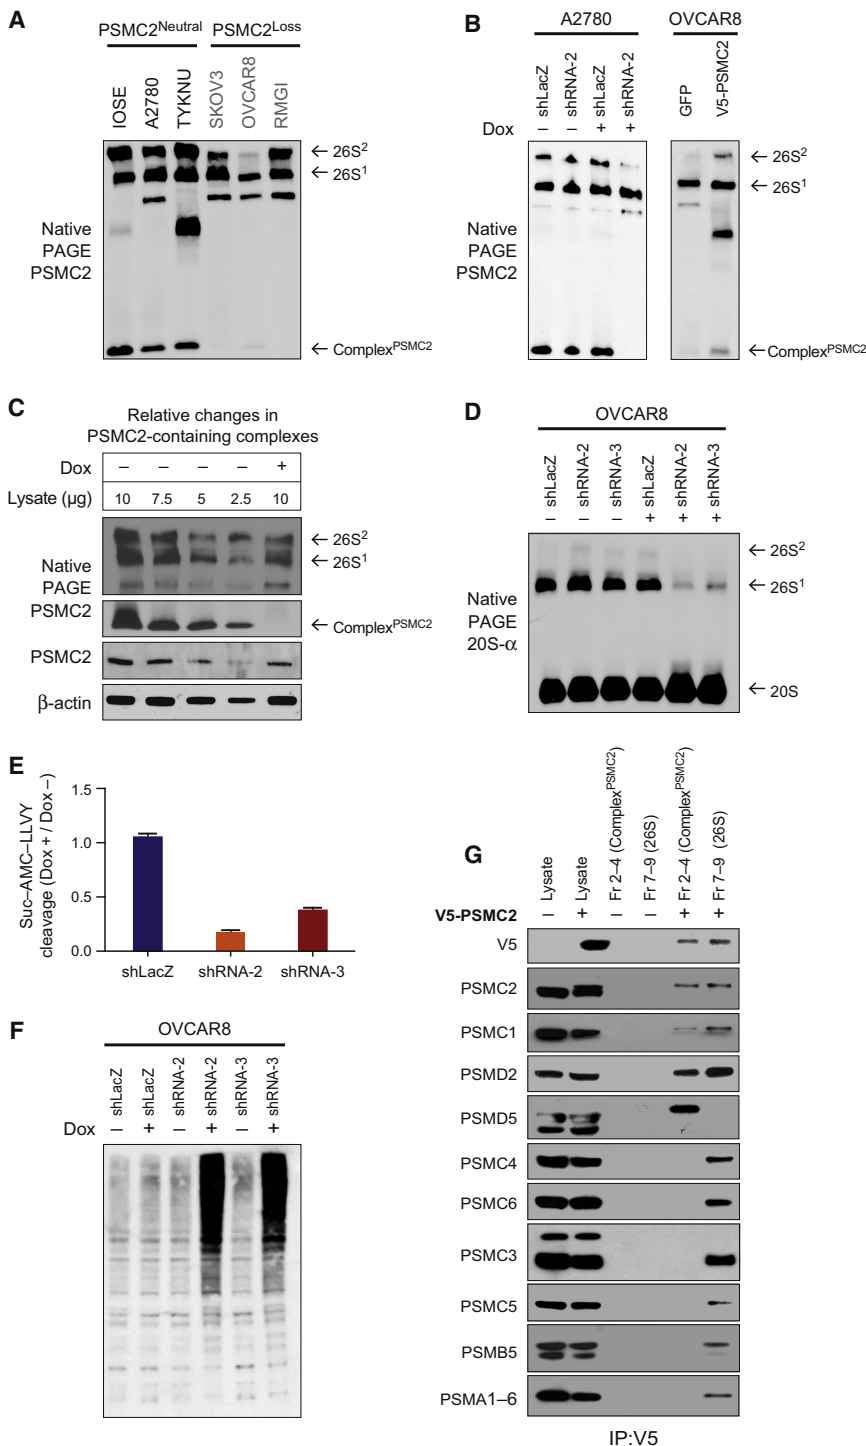 A
PSMC2Neutral PSMC2Loss
IOSE A2780 TYKNU SKOV3 OVCAR8 RMGI
← 26S2
← 26S1
Native
PAGE
PSMC2
← ComplexPSMC2
B
A2780 OVCAR8
shLacZ shRNA-2 shLacZ shRNA-2 GFP V5-PSMC2
Dox – – + +
← 26S2
← 26S1
Native
PAGE
PSMC2
← ComplexPSMC2
C
Relative changes in
PSMC2-containing complexes
Dox – – – – +
Lysate (μg) 10 7.5 5 2.5 10
← 26S2
← 26S1
Native
PAGE
PSMC2
← ComplexPSMC2
PSMC2
β-actin
D
OVCAR8
shLacZ shRNA-2 shRNA-3 shLacZ shRNA-2 shRNA-3
– – – + + +
← 26S2
← 26S1
Native
PAGE
20S-α
← 20S
E
Suc–AMC–LLVY
cleavage (Dox + / Dox –)
1.5
1.0
0.5
0.0
shLacZ shRNA-2 shRNA-3
F
OVCAR8
shLacZ shLacZ shRNA-2 shRNA-2 shRNA-3 shRNA-3
Dox – + – + – +
G
Lysate Lysate Fr 2–4 (ComplexPSMC2) Fr 7–9 (26S) Fr 2–4 (ComplexPSMC2) Fr 7–9 (26S)
V5-PSMC2 – + – – + +
V5
PSMC2
PSMC1
PSMD2
PSMD5
PSMC4
PSMC6
PSMC3
PSMC5
PSMB5
PSMA1–6
IP:V5